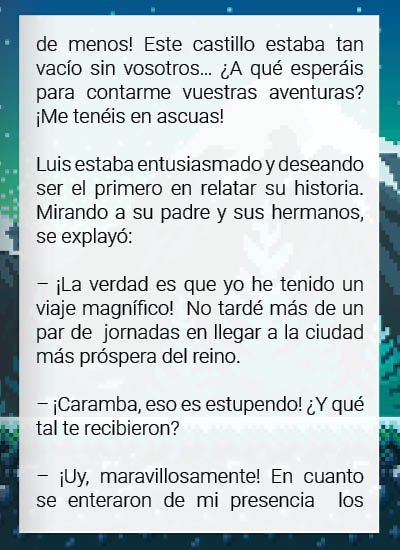 de menos! Este castillo estaba tan
vacío sin vosotros... ¿A qué esperáis
para contarme vuestras aventuras?
¡Me tenéis en ascuas!
Luis estaba entusiasmado y deseando
ser el primero en relatar su historia.
Mirando a su padre y sus hermanos,
se explayó:
– ¡La verdad es que yo he tenido un
viaje magnífico!  No tardé más de un
par de  jornadas en llegar a la ciudad
más próspera del reino.
– ¡Caramba, eso es estupendo! ¿Y qué
tal te recibieron?
– ¡Uy, maravillosamente! En cuanto
se enteraron de mi presencia  los